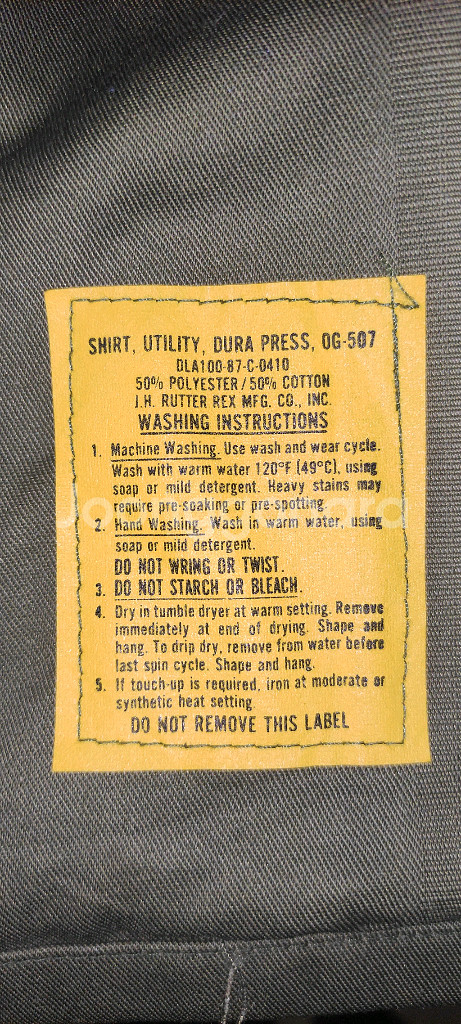 SHIRT, UTILITY, DURA PRESS, OG-507
DLA100-87-C-0410
50% POLYESTER/50% COTTON
J.H. RUTTER REX MFG. CO., INC.
WASHING INSTRUCTIONS
1. Machine Washing. Use wash and wear cycle.
Wash with warm water 120°F (49°C), using
soap or mild detergent. Heavy stains may
require pre-soaking or pre-spotting.
2. Hand Washing. Wash in warm water, using
soap or mild detergent.
DO NOT WRING OR TWIST.
3. DO NOT STARCH OR BLEACH.
4. Dry in tumble dryer at warm setting. Remove
immediately at end of drying. Shape and
hang. To drip dry, remove from water before
last spin cycle. Shape and hang.
5. If touch-up is required, iron at moderate or
synthetic heat setting.
DO NOT REMOVE THIS LABEL